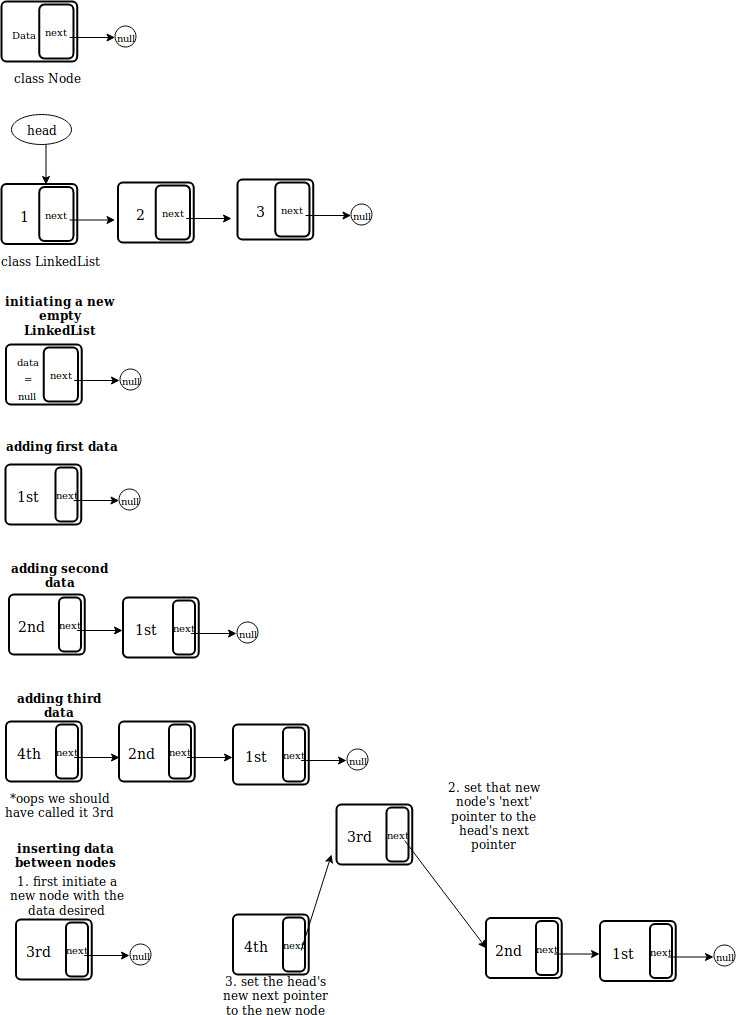 Data
next
null
class Node
head
1
next
2
next
3
next
null
class LinkedList
initiating a new
empty
LinkedList
data
=
null
next
null
adding first data
1st
next
null
adding second
data
2nd
next
1st
next
null
adding third
data
4th
next
2nd
next
1st
next
null
*oops we should
have called it 3rd
inserting data
between nodes
1. first initiate a
new node with the
data desired
3rd
next
null
2. set that new
node's 'next'
pointer to the
head's next
pointer
3rd
next
4th
next
2nd
next
1st
next
null
3. set the head's
new next pointer
to the new node